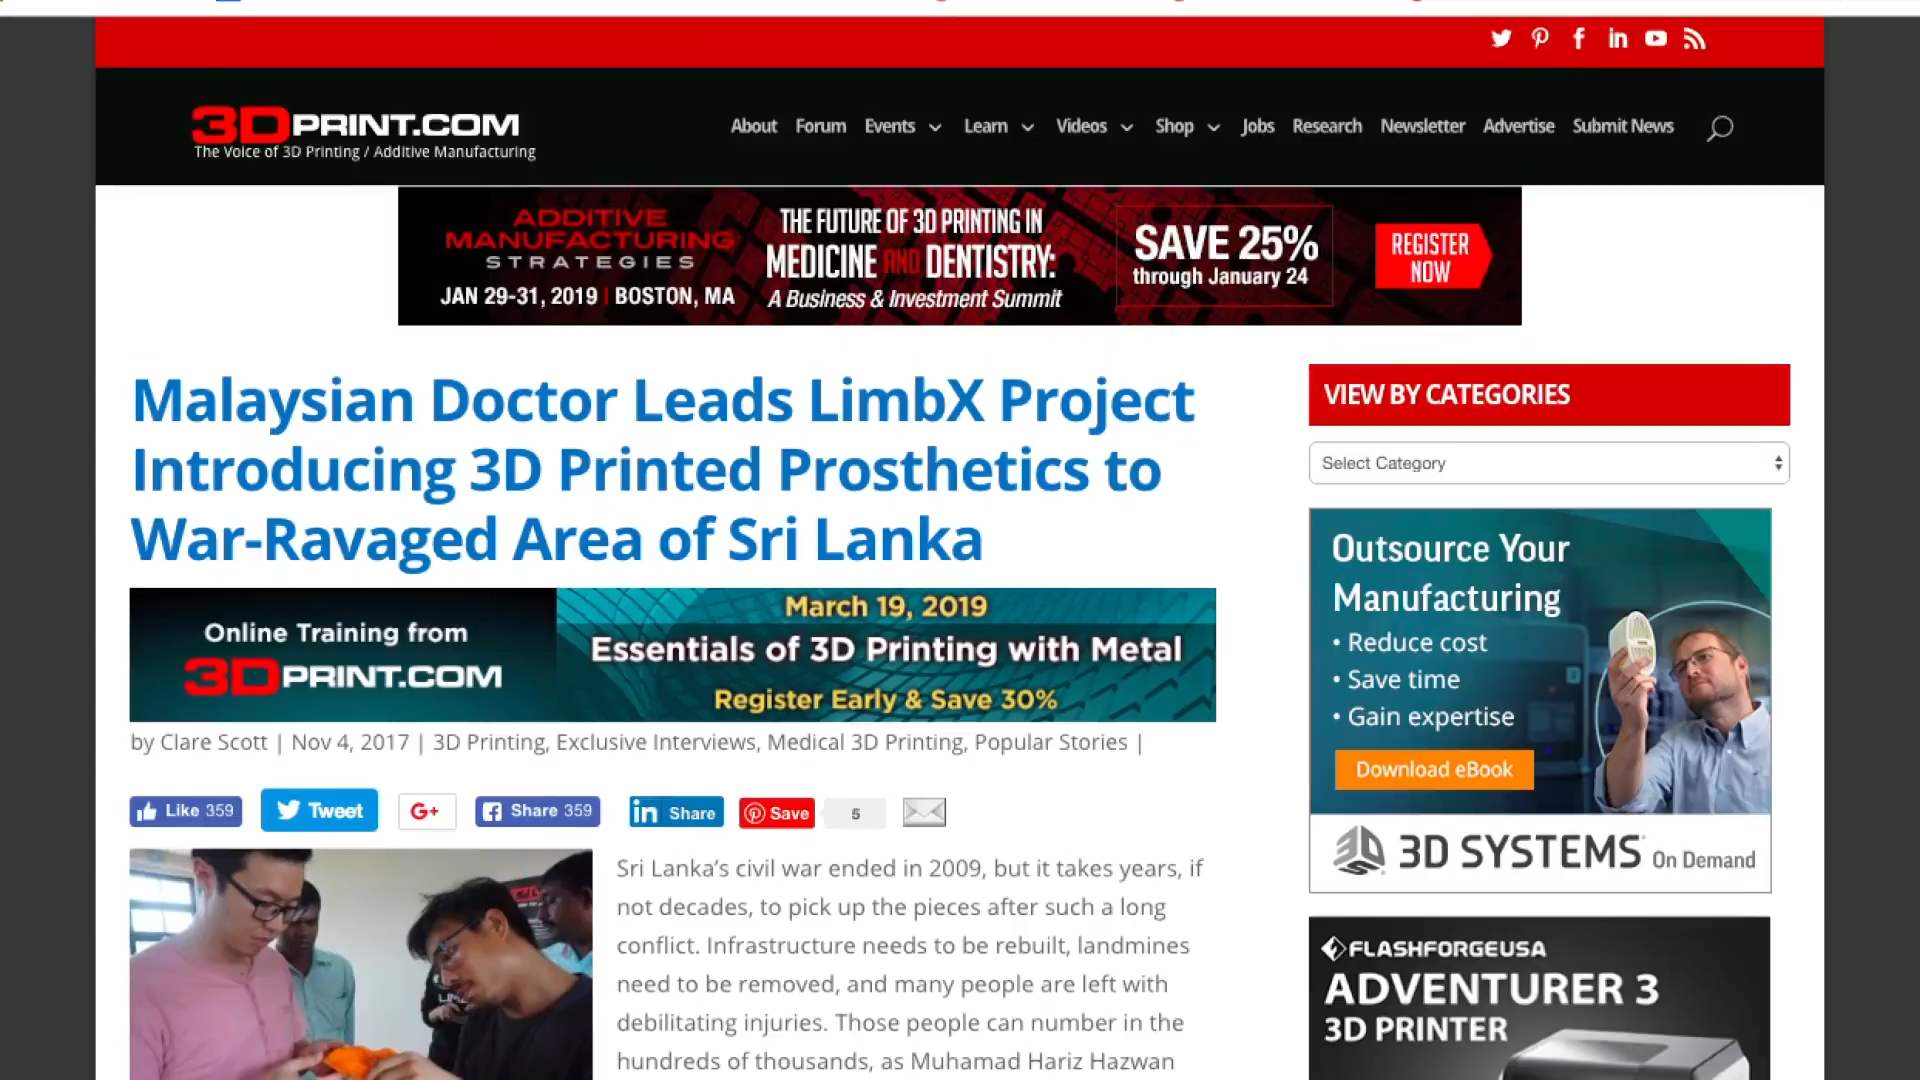 3DPRINT.COM
The Voice of 3D Printing / Additive Manufacturing
About Forum Events Learn Videos Shop Jobs Research Newsletter Advertise Submit News
ADDITIVE
MANUFACTURING
STRATEGIES
JAN 29-31, 2019 | BOSTON, MA
THE FUTURE OF 3D PRINTING IN
MEDICINE AND DENTISTRY:
A Business & Investment Summit
SAVE 25%
through January 24
REGISTER
NOW
Malaysian Doctor Leads LimbX Project
Introducing 3D Printed Prosthetics to
War-Ravaged Area of Sri Lanka
Online Training from
3DPRINT.COM
March 19, 2019
Essentials of 3D Printing with Metal
Register Early & Save 30%
by Clare Scott | Nov 4, 2017 | 3D Printing, Exclusive Interviews, Medical 3D Printing, Popular Stories |
Like 359
Tweet
G+
Share 359
in Share
Save
5
Sri Lanka’s civil war ended in 2009, but it takes years, if
not decades, to pick up the pieces after such a long
conflict. Infrastructure needs to be rebuilt, landmines
need to be removed, and many people are left with
debilitating injuries. Those people can number in the
hundreds of thousands, as Muhamad Hariz Hazwan
VIEW BY CATEGORIES
Select Category
Outsource Your
Manufacturing
• Reduce cost
• Save time
• Gain expertise
Download eBook
3D SYSTEMS On Demand
FLASHFORGEUSA
ADVENTURER 3
3D PRINTER